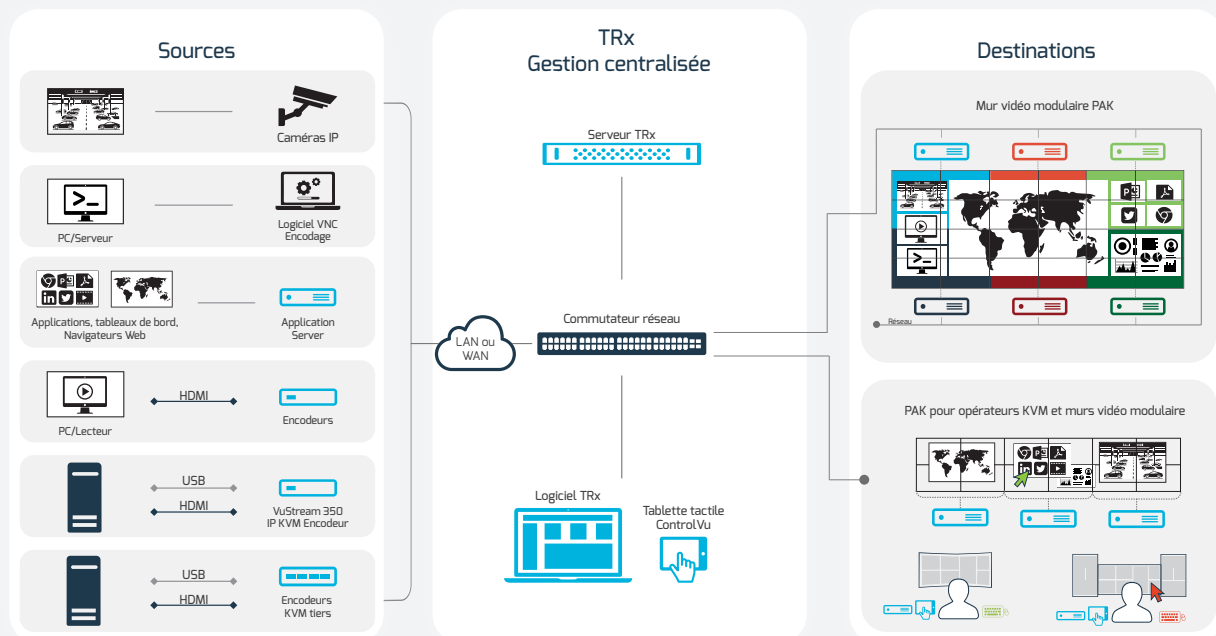 Sources
Caméras IP
PC/Serveur
Logiciel VNC
Encodage
Applications, tableaux de bord,
Navigateurs Web
Application
Server
HDMI
PC/Lecteur
Encodeurs
USB
HDMI
VuStream 350
IP KVM Encodeur
USB
HDMI
Encodeurs
KVM tiers
LAN ou
WAN
TRx
Gestion centralisée
Serveur TRx
Commutateur réseau
Logiciel TRx
Tablette tactile
ControlVu
Destinations
Mur vidéo modulaire PAK
Réseau
PAK pour opérateurs KVM et murs vidéo modulaire